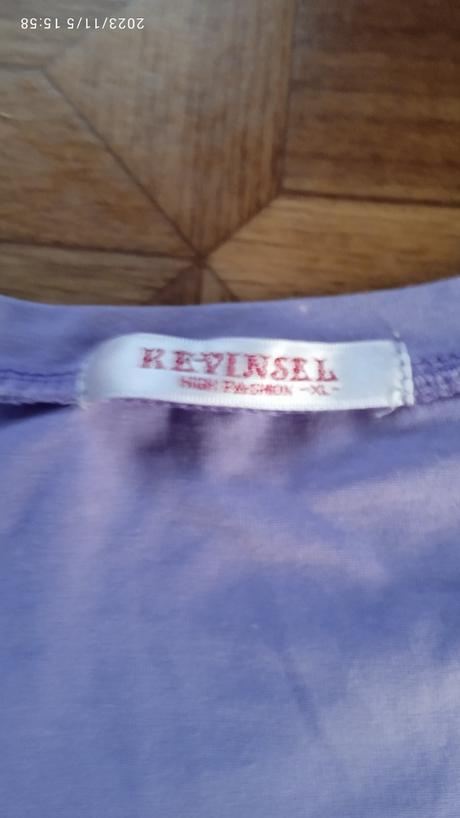 2023/11/5 15:58
KEVINSEL
HIGH FASHION -XL-